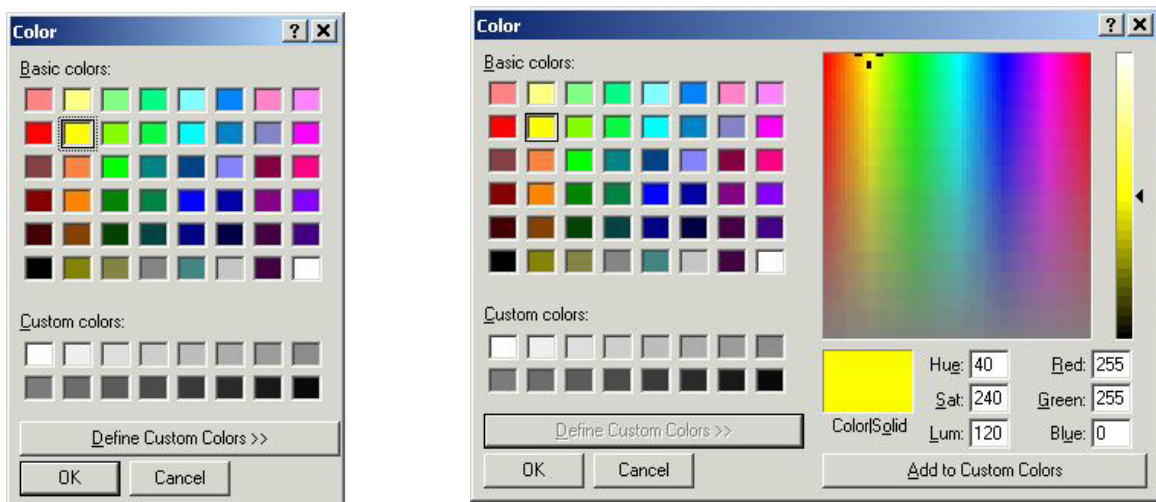 Color
Basic colors:
Custom colors:
Define Custom Colors >>
OK Cancel
Color
Basic colors:
Custom colors:
Define Custom Colors >>
OK Cancel
Hue: 40 Red: 255
Sat: 240 Green: 255
Color|Solid Lum: 120 Blue: 0
Add to Custom Colors